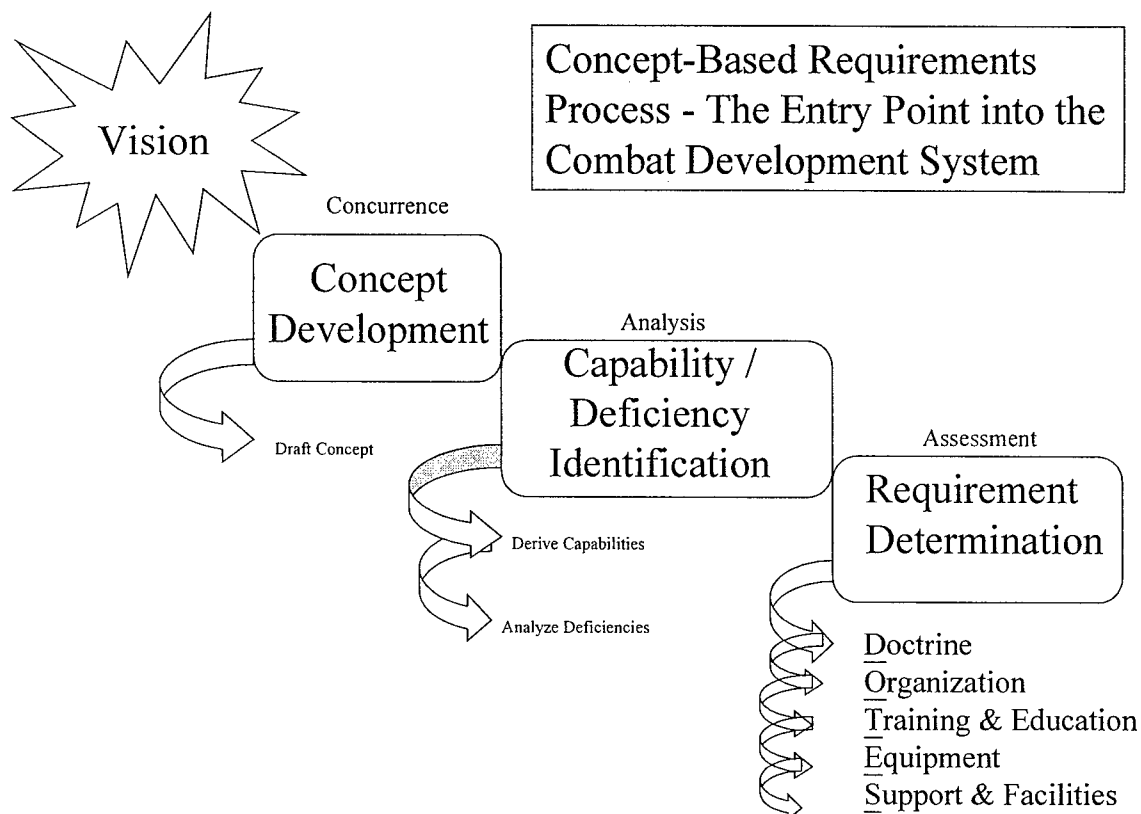 Vision
Concept-Based Requirements
Process - The Entry Point into the
Combat Development System
Concurrence
Concept
Development
Draft Concept
Analysis
Capability /
Deficiency
Identification
Derive Capabilities
Analyze Deficiencies
Assessment
Requirement
Determination
Doctrine
Organization
Training & Education
Equipment
Support & Facilities